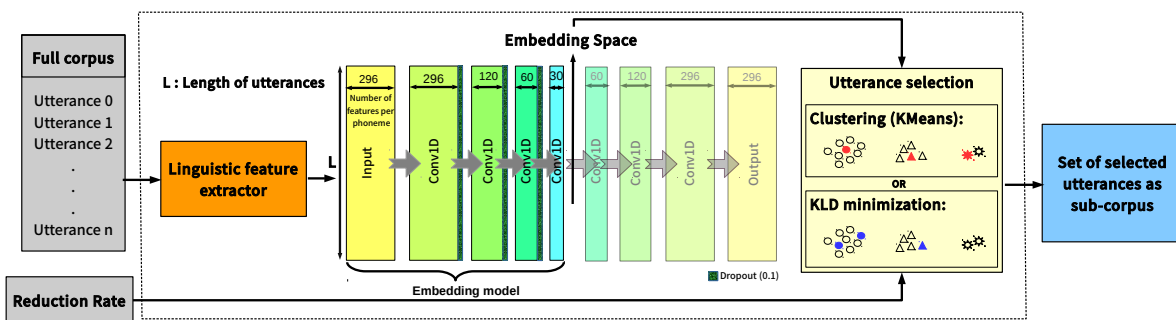 Full corpus
Utterance 0
Utterance 1
Utterance 2
.
.
.
Utterance n
Reduction Rate
Linguistic feature
extractor
L : Length of utterances
L
Embedding Space
296
Number of
features per
phoneme
Input
296
Conv1D
120
Conv1D
60
Conv1D
30
Conv1D
60
Conv1D
120
Conv1D
296
Conv1D
296
Output
Embedding model
Dropout (0.1)
Utterance selection
Clustering (KMeans):
OR
KLD minimization:
Set of selected
utterances as
sub-corpus